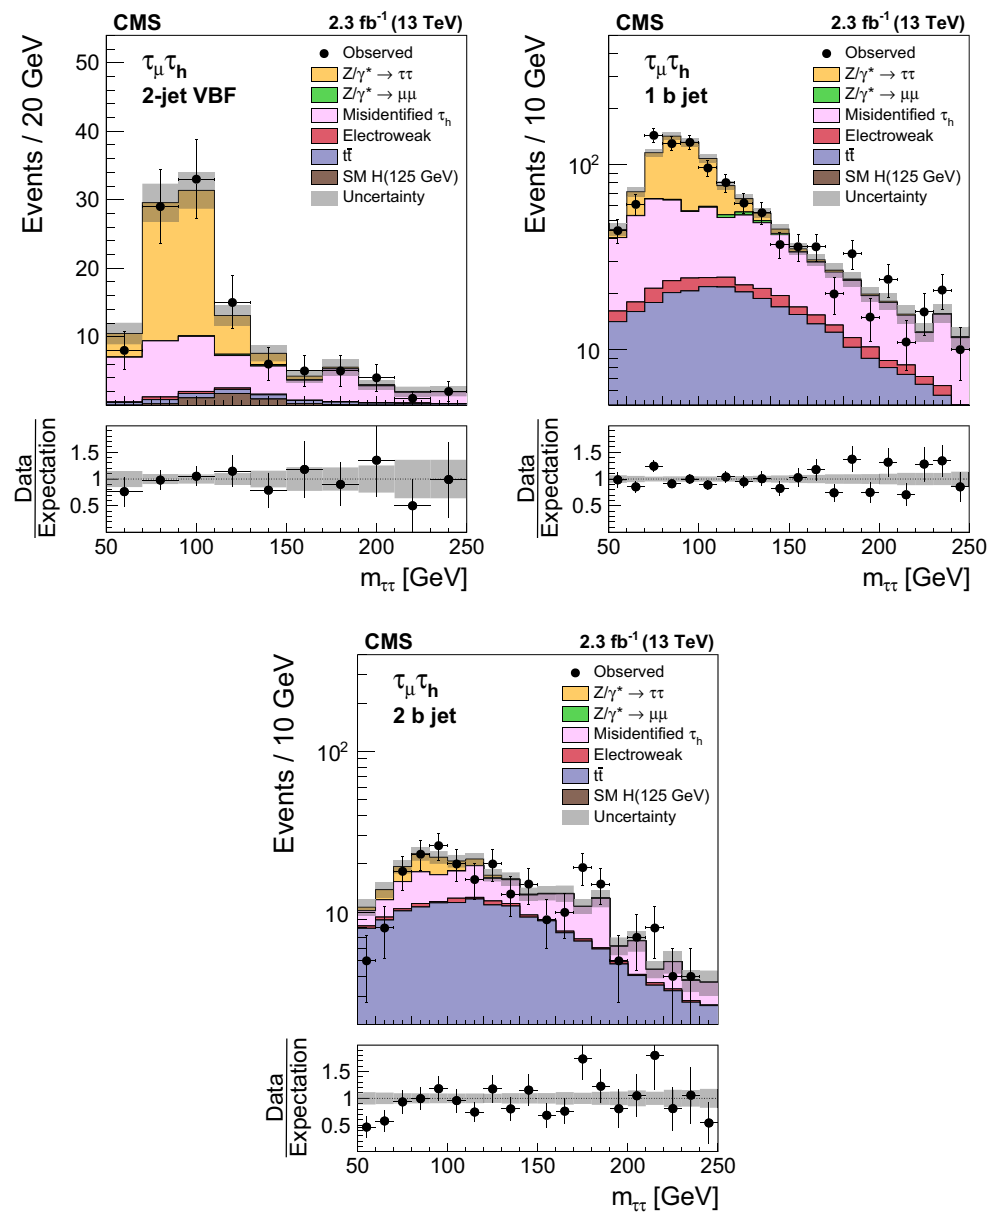 CMS 2.3 fb⁻¹ (13 TeV)
Events / 20 GeV
τμτh
2-jet VBF
Observed
Z/γ* → ττ
Z/γ* → μμ
Misidentified τh
Electroweak
tt̄
SM H(125 GeV)
Uncertainty
50
40
30
20
10
Data
Expectation
1.5
1
0.5
50 100 150 200 250
mττ [GeV]
CMS 2.3 fb⁻¹ (13 TeV)
Events / 10 GeV
τμτh
1 b jet
Observed
Z/γ* → ττ
Z/γ* → μμ
Misidentified τh
Electroweak
tt̄
SM H(125 GeV)
Uncertainty
10²
10
Data
Expectation
1.5
1
0.5
50 100 150 200 250
mττ [GeV]
CMS 2.3 fb⁻¹ (13 TeV)
Events / 10 GeV
τμτh
2 b jet
Observed
Z/γ* → ττ
Z/γ* → μμ
Misidentified τh
Electroweak
tt̄
SM H(125 GeV)
Uncertainty
10²
10
Data
Expectation
1.5
1
0.5
50 100 150 200 250
mττ [GeV]